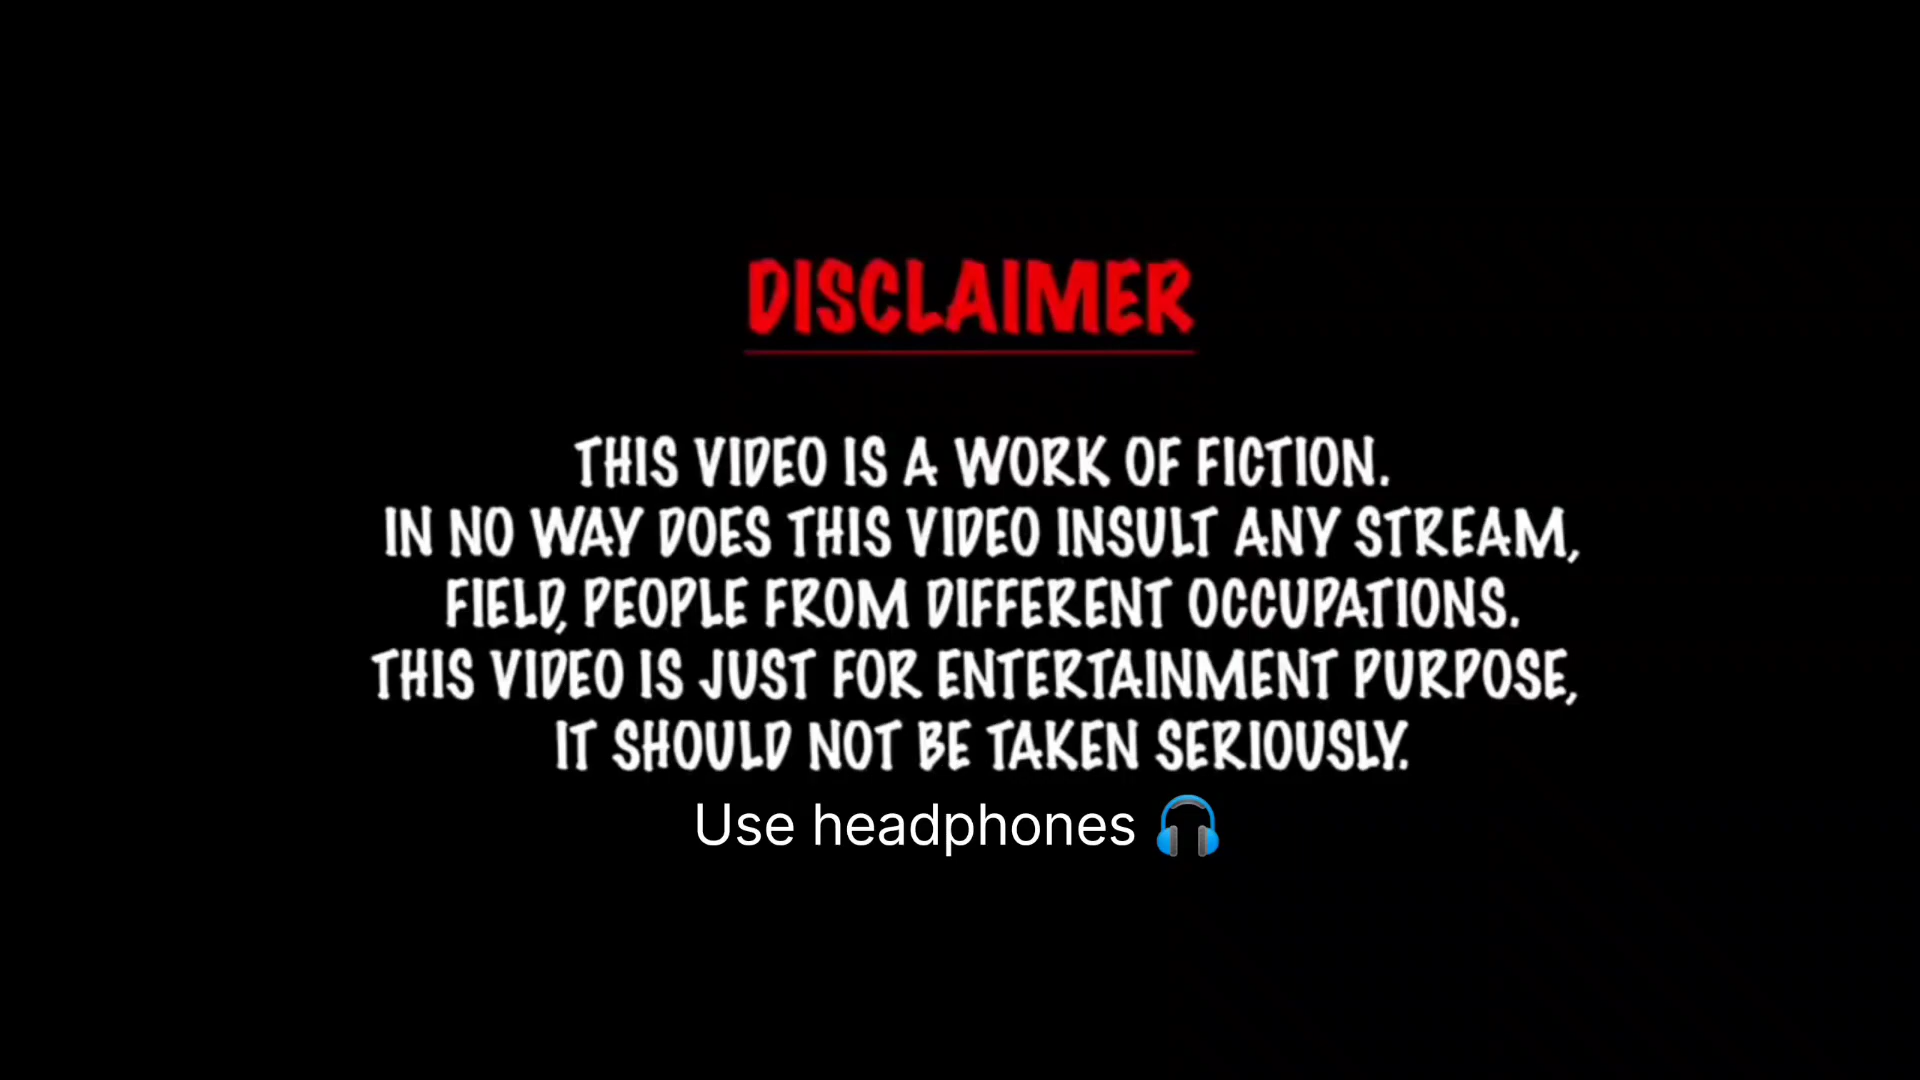 DISCLAIMER
THIS VIDEO IS A WORK OF FICTION.
IN NO WAY DOES THIS VIDEO INSULT ANY STREAM,
FIELD, PEOPLE FROM DIFFERENT OCCUPATIONS.
THIS VIDEO IS JUST FOR ENTERTAINMENT PURPOSE,
IT SHOULD NOT BE TAKEN SERIOUSLY.
Use headphones 🎧